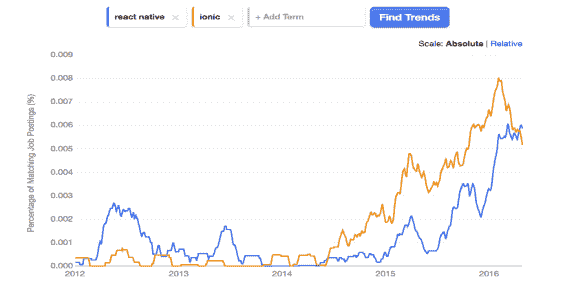 react native × ionic × + Add Term Find Trends
Scale: Absolute | Relative
Percentage of Matching Job Postings (%)
0.009
0.008
0.007
0.006
0.005
0.004
0.003
0.002
0.001
0.000
2012 2013 2014 2015 2016